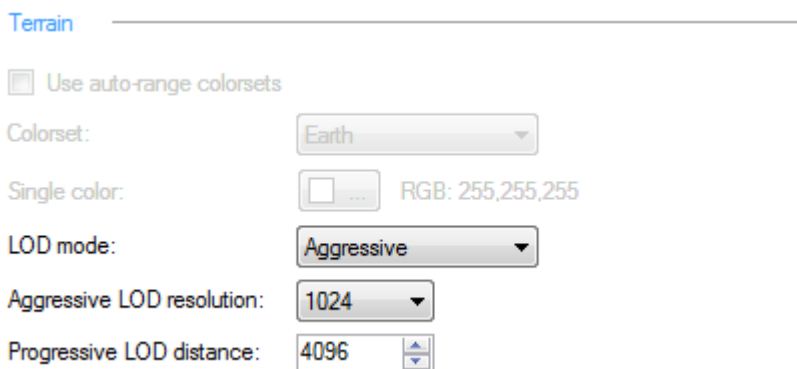 Terrain
Use auto-range colorsets
Colorset: Earth
Single color: ... RGB: 255,255,255
LOD mode: Aggressive
Aggressive LOD resolution: 1024
Progressive LOD distance: 4096